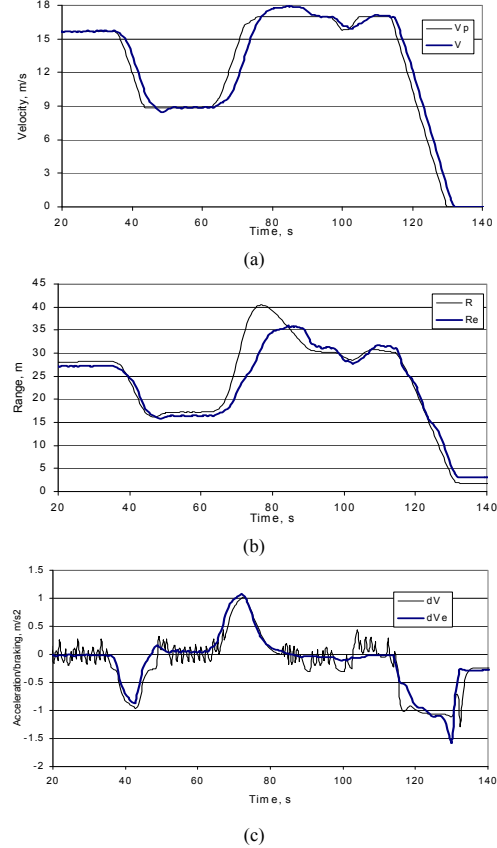 18
15
12
9
6
3
0
Velocity, m/s
Vp
V
20 40 60 80 100 120 140
Time, s
(a)
45
40
35
30
25
20
15
10
5
0
Range, m
R
Re
20 40 60 80 100 120 140
Time, s
(b)
1.5
1
0.5
0
-0.5
-1
-1.5
-2
Acceleration/braking, m/s2
dV
dVe
20 40 60 80 100 120 140
Time, s
(c)